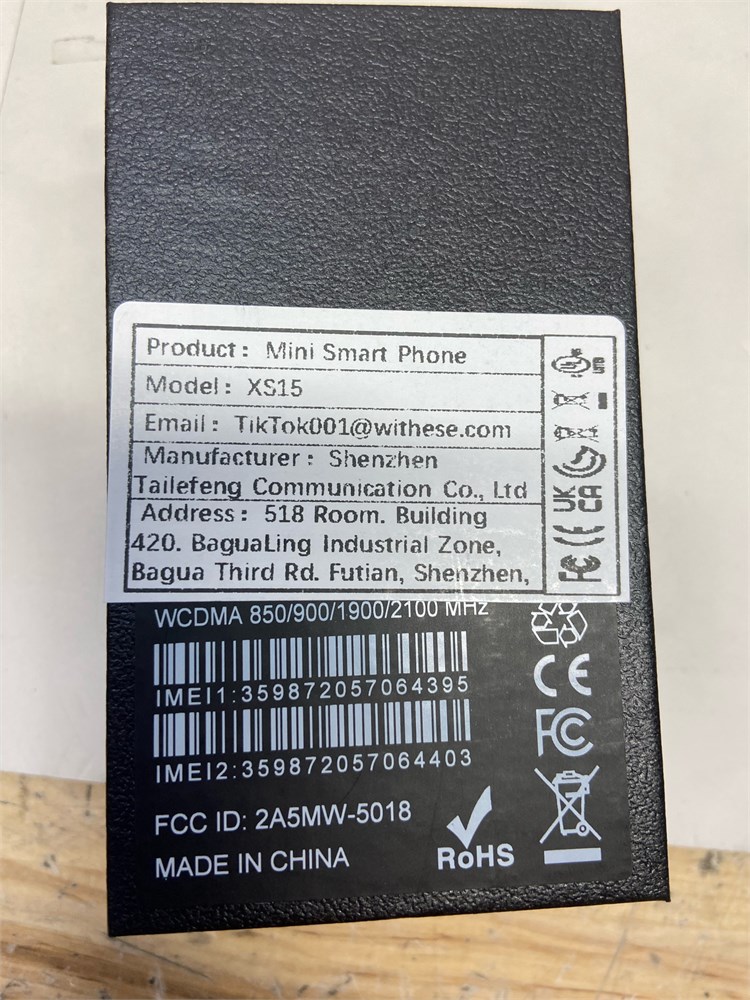 Product: Mini Smart Phone
Model: XS15
Email: TikTok001@withese.com
Manufacturer: Shenzhen
Tailefeng Communication Co., Ltd
Address: 518 Room. Building
420. BaguaLing Industrial Zone,
Bagua Third Rd. Futian, Shenzhen,
UK
CA
CE
FC
WCDMA 850/900/1900/2100 MHz
IMEI1:359872057064395
IMEI2:359872057064403
CE
FC
FCC ID: 2A5MW-5018
MADE IN CHINA
RoHS